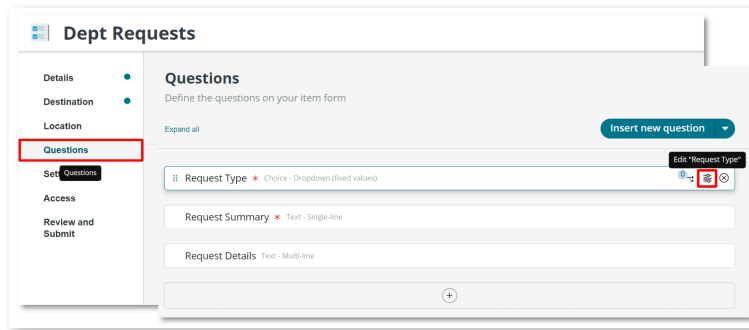 Dept Requests
Details
Destination
Location
Questions
Set
Questions
Access
Review and
Submit
Questions
Define the questions on your item form
Expand all
Insert new question
Edit "Request Type"
Request Type * Choice - Dropdown (fixed values)
0
Request Summary * Text - Single-line
Request Details Text - Multi-line